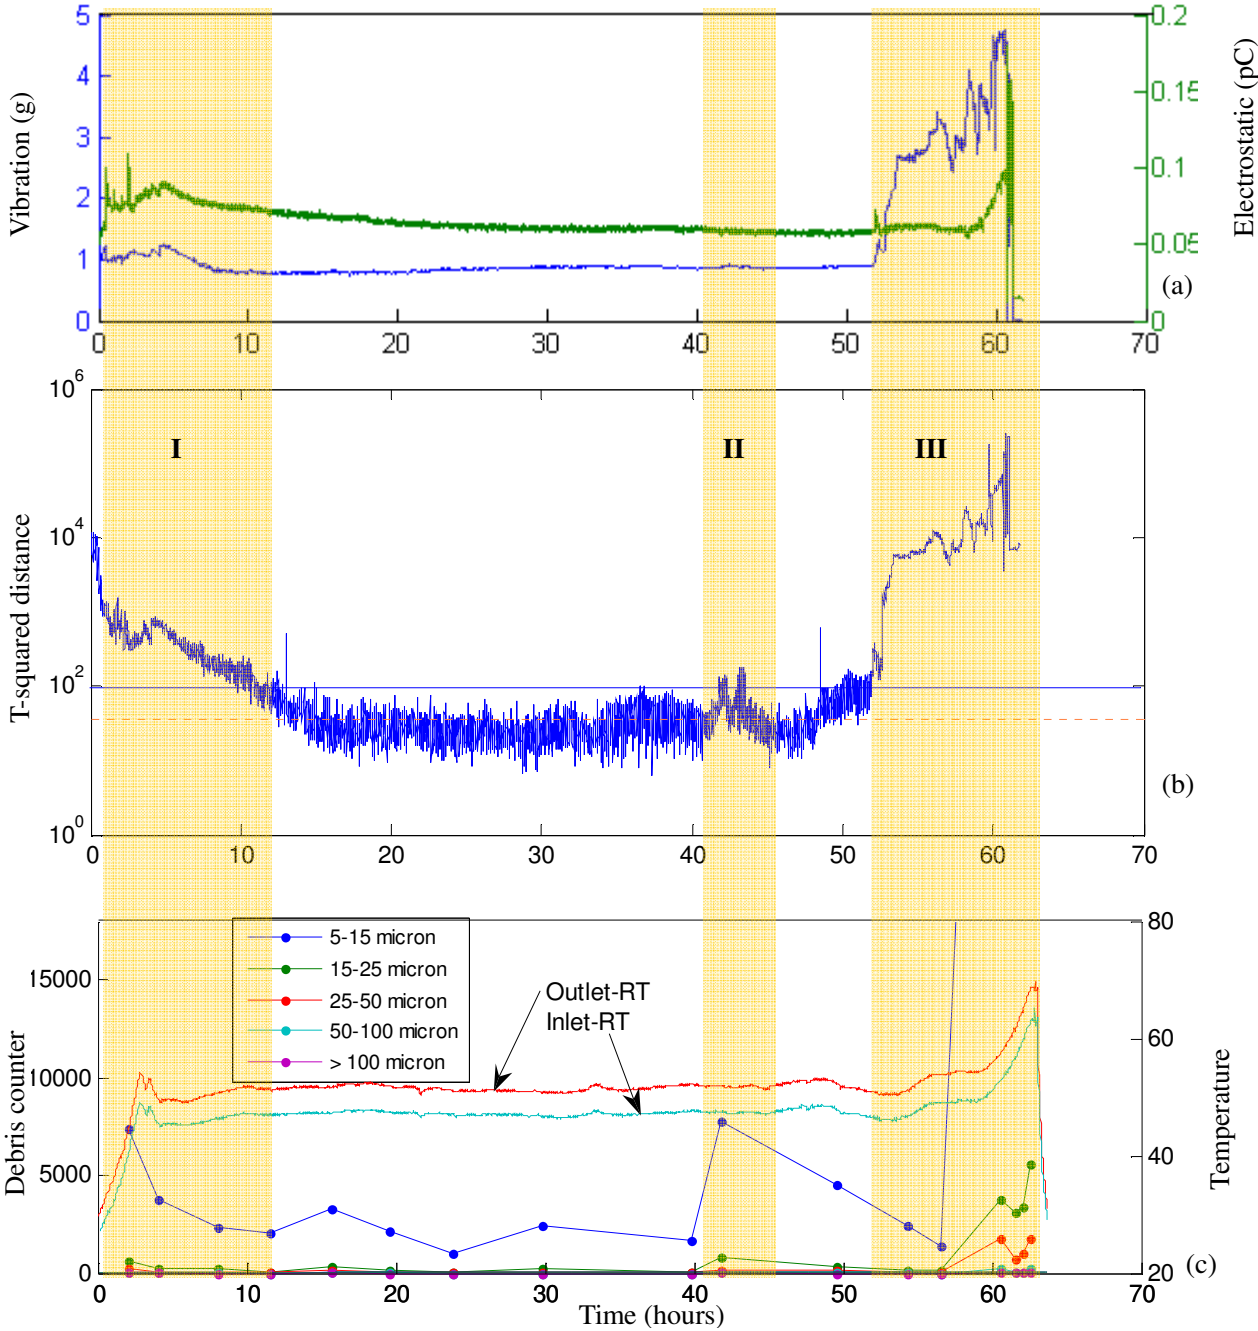 Vibration (g)
Electrostatic (pC)
5
4
3
2
1
0
0.2
0.15
0.1
0.05
0
(a)
0 10 20 30 40 50 60 70
T-squared distance
10^6
10^4
10^2
10^0
I II III
(b)
0 10 20 30 40 50 60 70
Debris counter
Temperature
15000
10000
5000
0
80
60
40
20
5-15 micron
15-25 micron
25-50 micron
50-100 micron
> 100 micron
Outlet-RT
Inlet-RT
(c)
0 10 20 30 40 50 60 70
Time (hours)